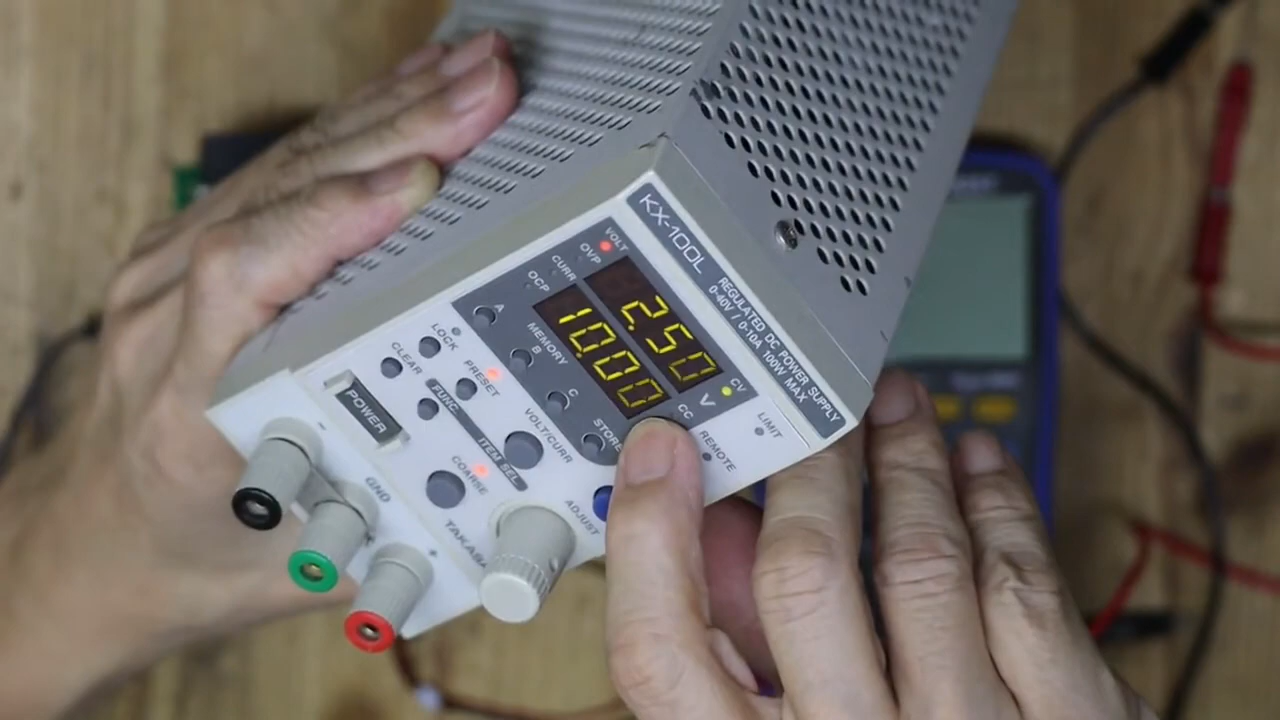 KX-100L
REGULATED DC POWER SUPPLY
0-40V / 0-10A 100W MAX
VOLT
OVP
CURR
OCP
2.50
10.00
V
CV
CC
LIMIT
REMOTE
A
MEMORY
B
C
STORE
LOCK
CLEAR
PRESET
FUNC.
ITEM SEL
VOLT/CURR
COARSE
ADJUST
POWER
-
GND
+